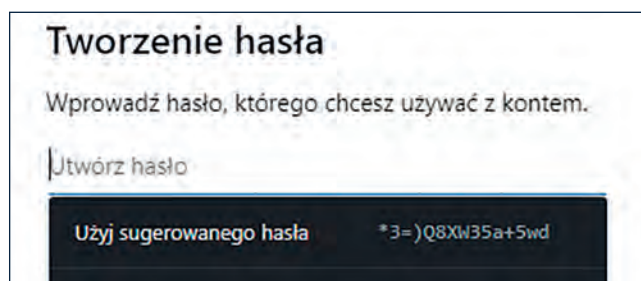 Tworzenie hasła
Wprowadź hasło, którego chcesz używać z kontem.
Utwórz hasło
Użyj sugerowanego hasła *3=)Q8XW35a+5wd